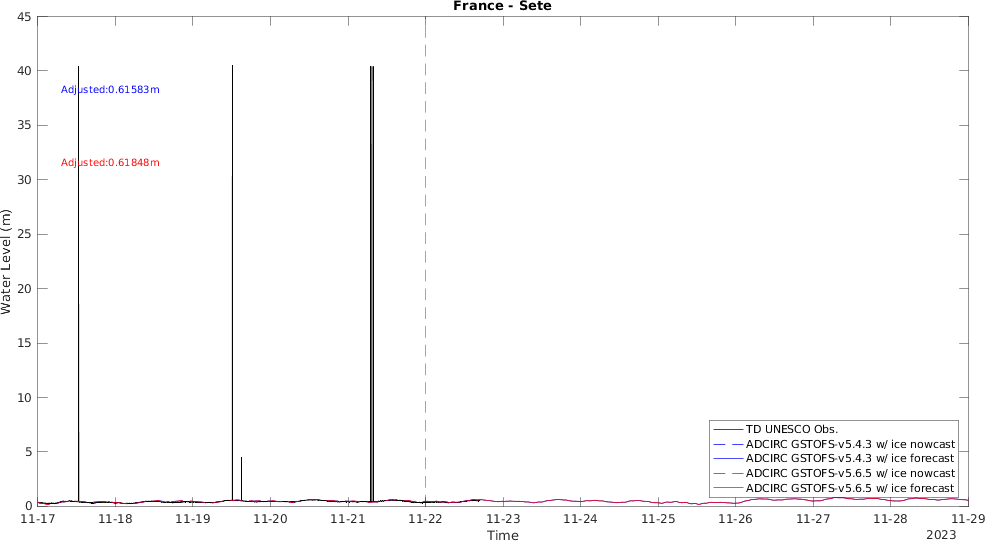 France - Sete
45
40
35
30
25
20
15
10
5
0
Water Level (m)
Adjusted:0.61583m
Adjusted:0.61848m
TD UNESCO Obs.
ADCIRC GSTOFS-v5.4.3 w/ ice nowcast
ADCIRC GSTOFS-v5.4.3 w/ ice forecast
ADCIRC GSTOFS-v5.6.5 w/ ice nowcast
ADCIRC GSTOFS-v5.6.5 w/ ice forecast
11-17 11-18 11-19 11-20 11-21 11-22 11-23 11-24 11-25 11-26 11-27 11-28 11-29
Time
2023